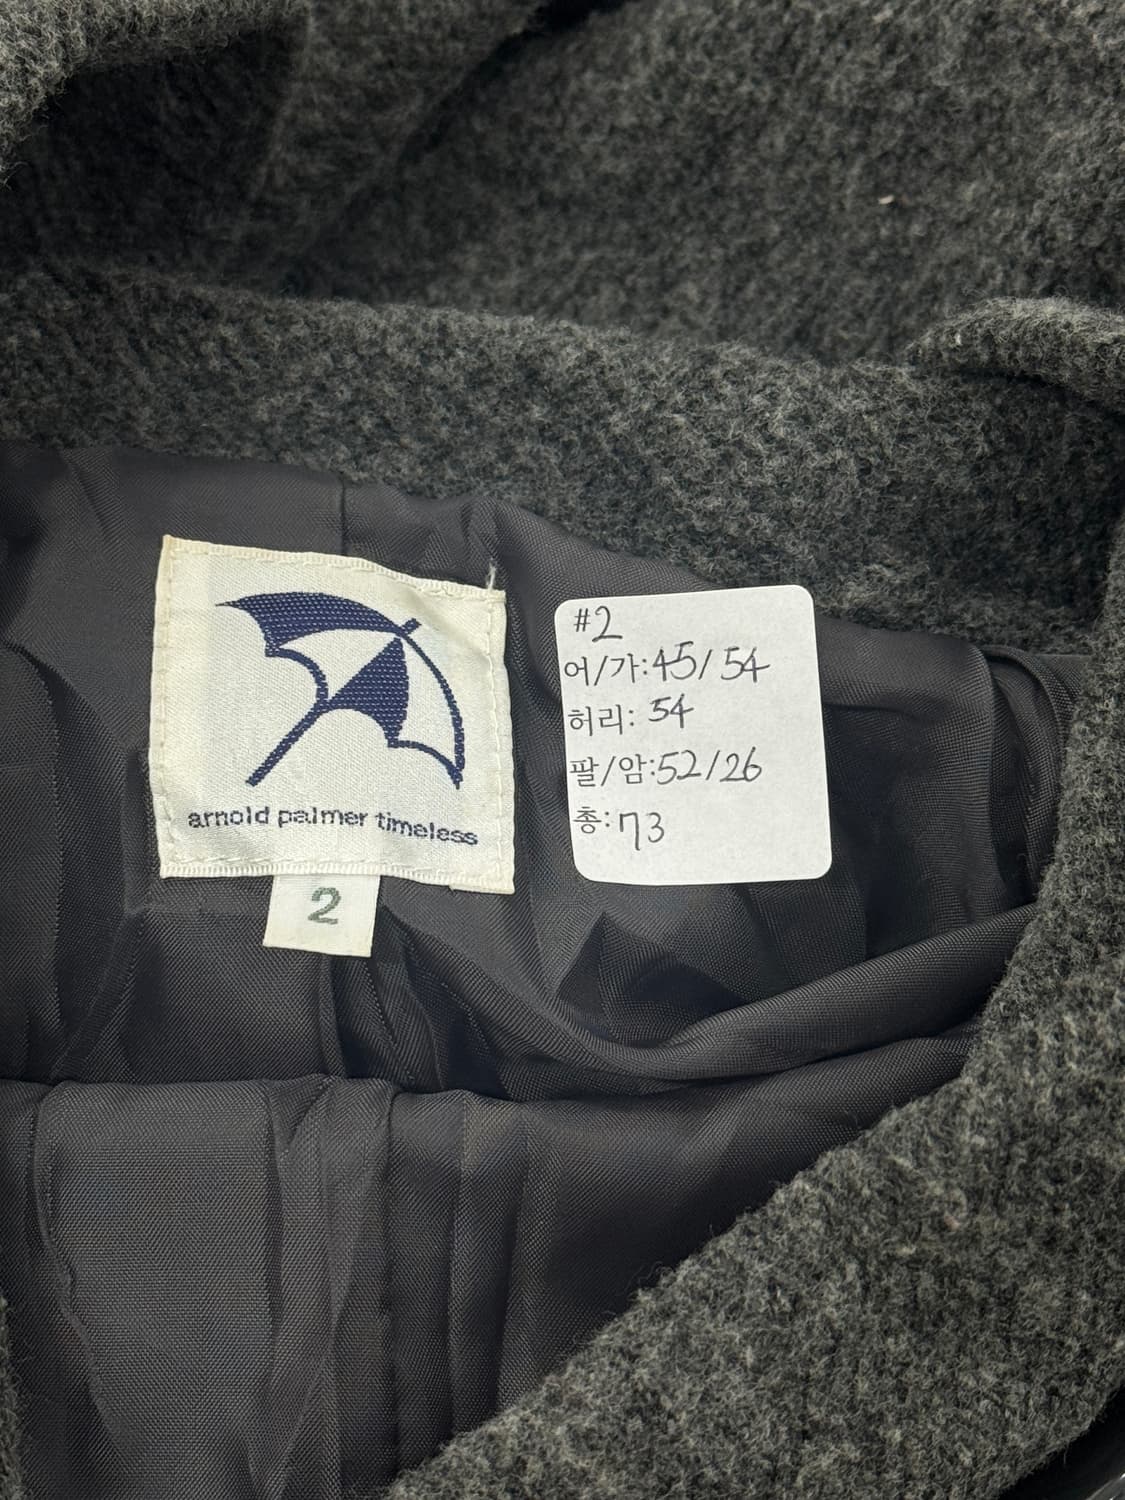 arnold palmer timeless
2
#2
어/가:45/54
허리: 54
팔/암:52/26
총:73